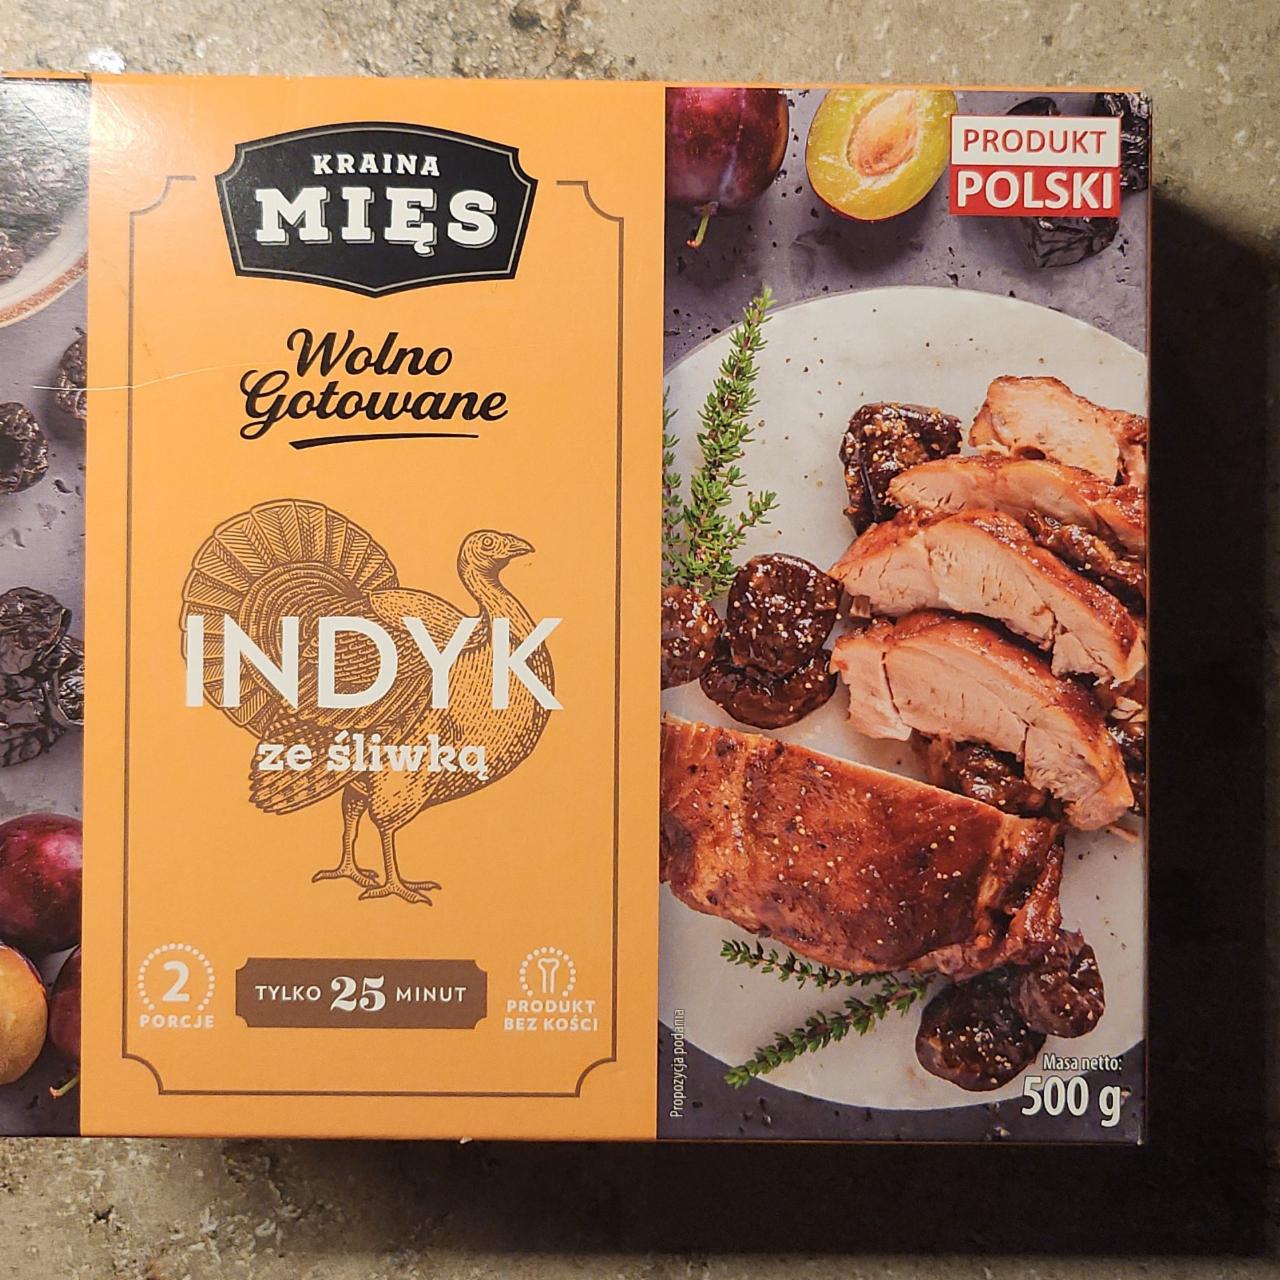 KRAINA
MIĘS
Wolno
Gotowane
INDYK
ze śliwką
2
PORCJE
TYLKO 25 MINUT
PRODUKT
BEZ KOŚCI
PRODUKT
POLSKI
Propozycja podania
Masa netto:
500 g